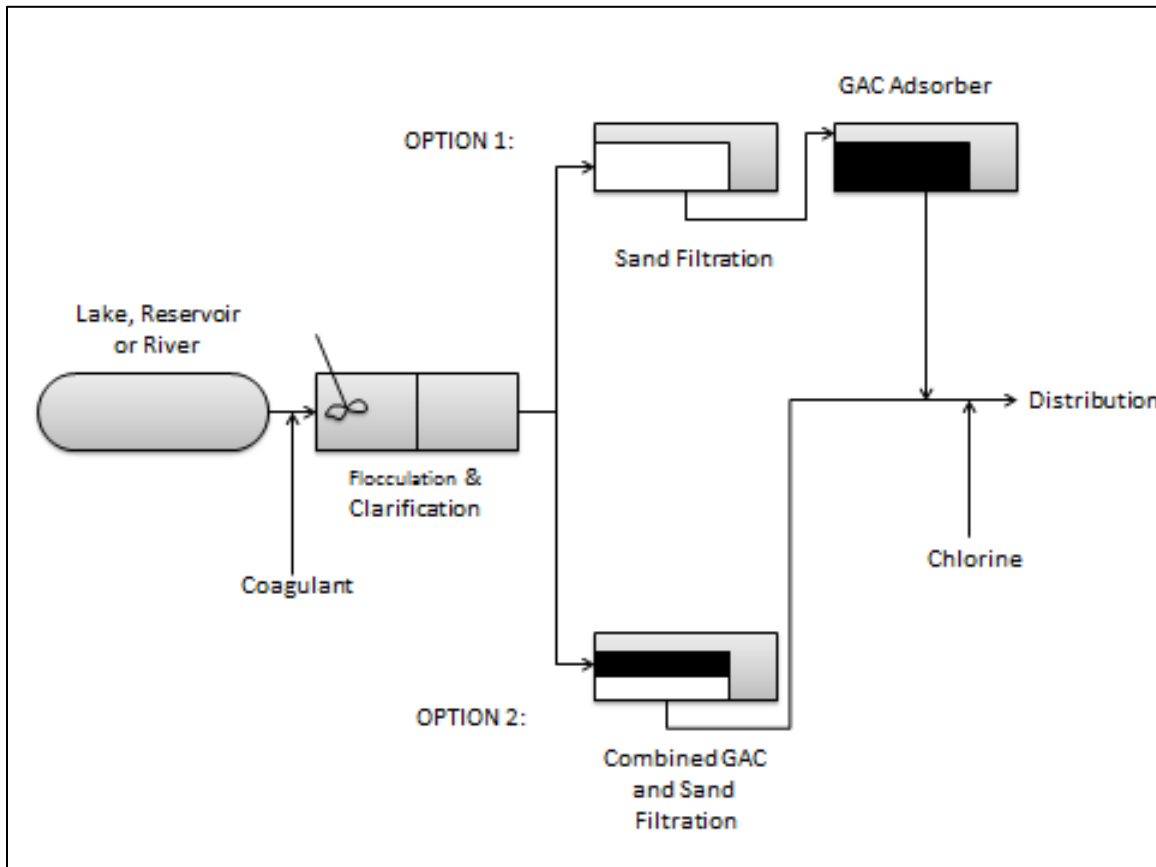 GAC Adsorber
OPTION 1:
Sand Filtration
Lake, Reservoir
or River
Distribution
Flocculation &
Clarification
Chlorine
Coagulant
OPTION 2:
Combined GAC
and Sand
Filtration